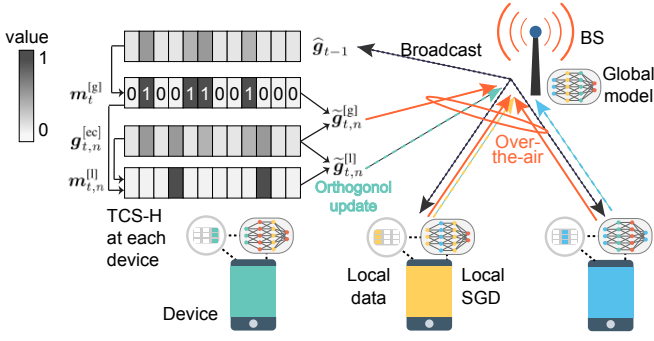 value
1
0
ĝ_{t−1}
Broadcast
BS
Global
model
m_t^{[g]}
0 1 0 0 1 1 0 1 0 0 0
g̃_{t,n}^{[g]}
g_{t,n}^{[ec]}
g̃_{t,n}^{[l]}
m_{t,n}^{[l]}
Over-
the-air
Orthogonol
update
TCS-H
at each
device
Device
Local
data
Local
SGD